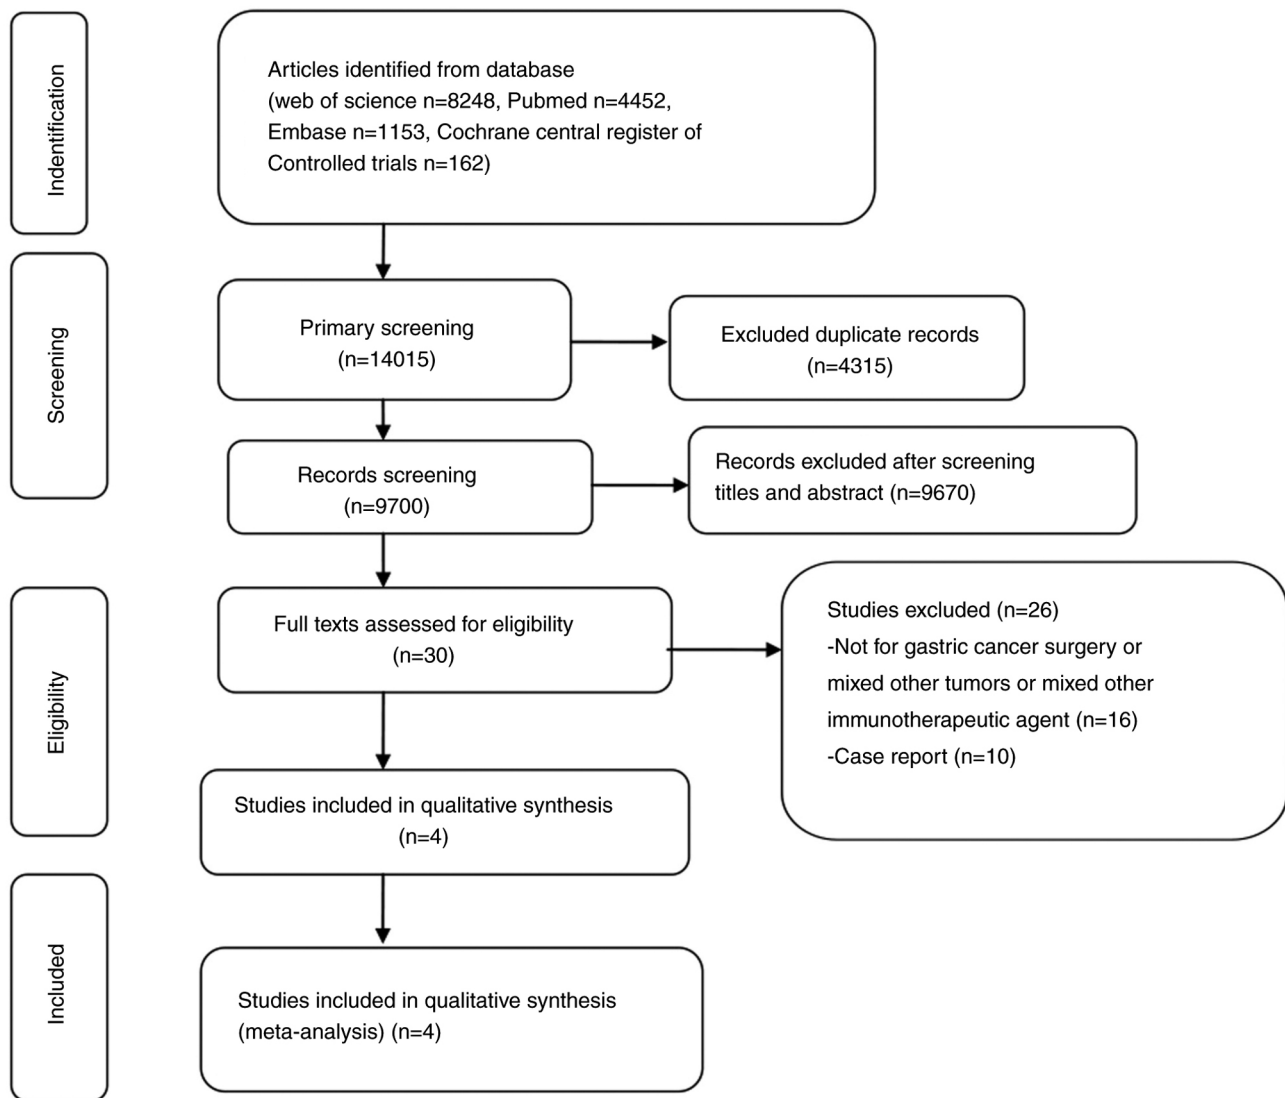 Indentification
Articles identified from database
(web of science n=8248, Pubmed n=4452,
Embase n=1153, Cochrane central register of
Controlled trials n=162)
Screening
Primary screening
(n=14015)
Excluded duplicate records
(n=4315)
Records screening
(n=9700)
Records excluded after screening
titles and abstract (n=9670)
Eligibility
Full texts assessed for eligibility
(n=30)
Studies excluded (n=26)
-Not for gastric cancer surgery or
mixed other tumors or mixed other
immunotherapeutic agent (n=16)
-Case report (n=10)
Studies included in qualitative synthesis
(n=4)
Included
Studies included in qualitative synthesis
(meta-analysis) (n=4)